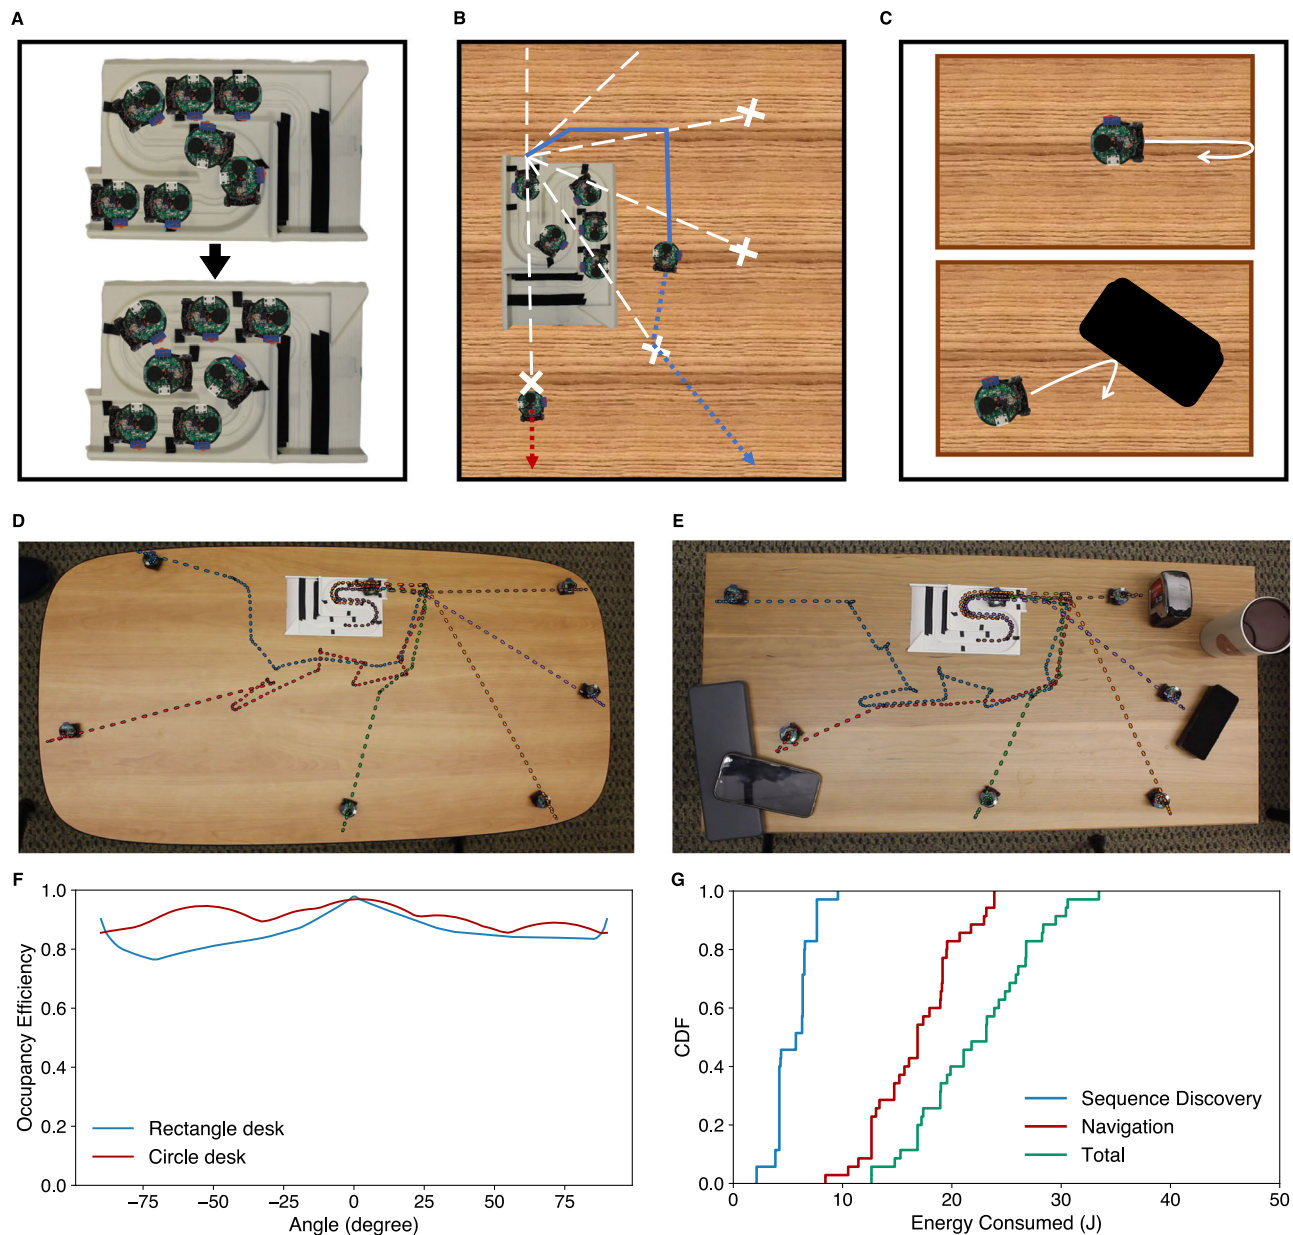 A
B
C
D
E
F
1.0
0.8
0.6
0.4
0.2
0.0
Occupancy Efficiency
Rectangle desk
Circle desk
−75
−50
−25
0
25
50
75
Angle (degree)
G
1.0
0.8
0.6
0.4
0.2
0.0
CDF
Sequence Discovery
Navigation
Total
0
10
20
30
40
50
Energy Consumed (J)